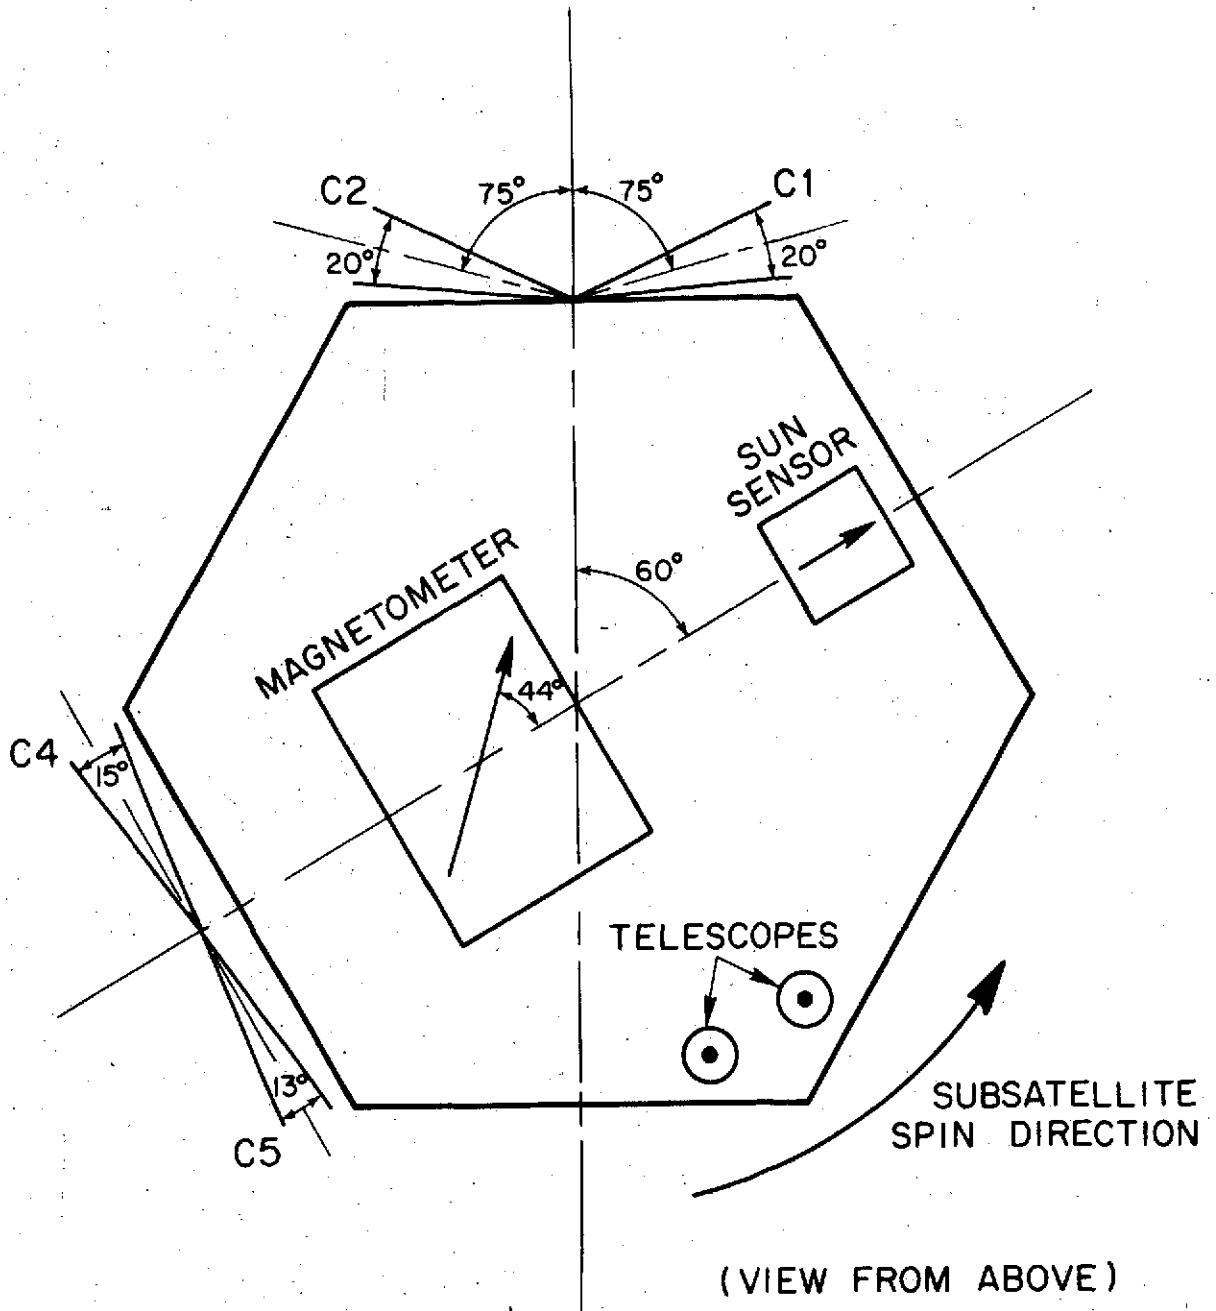 C2
75°
75°
C1
20°
20°
SUN
SENSOR
60°
MAGNETOMETER
44°
C4
15°
TELESCOPES
13°
C5
SUBSATELLITE
SPIN DIRECTION
(VIEW FROM ABOVE)